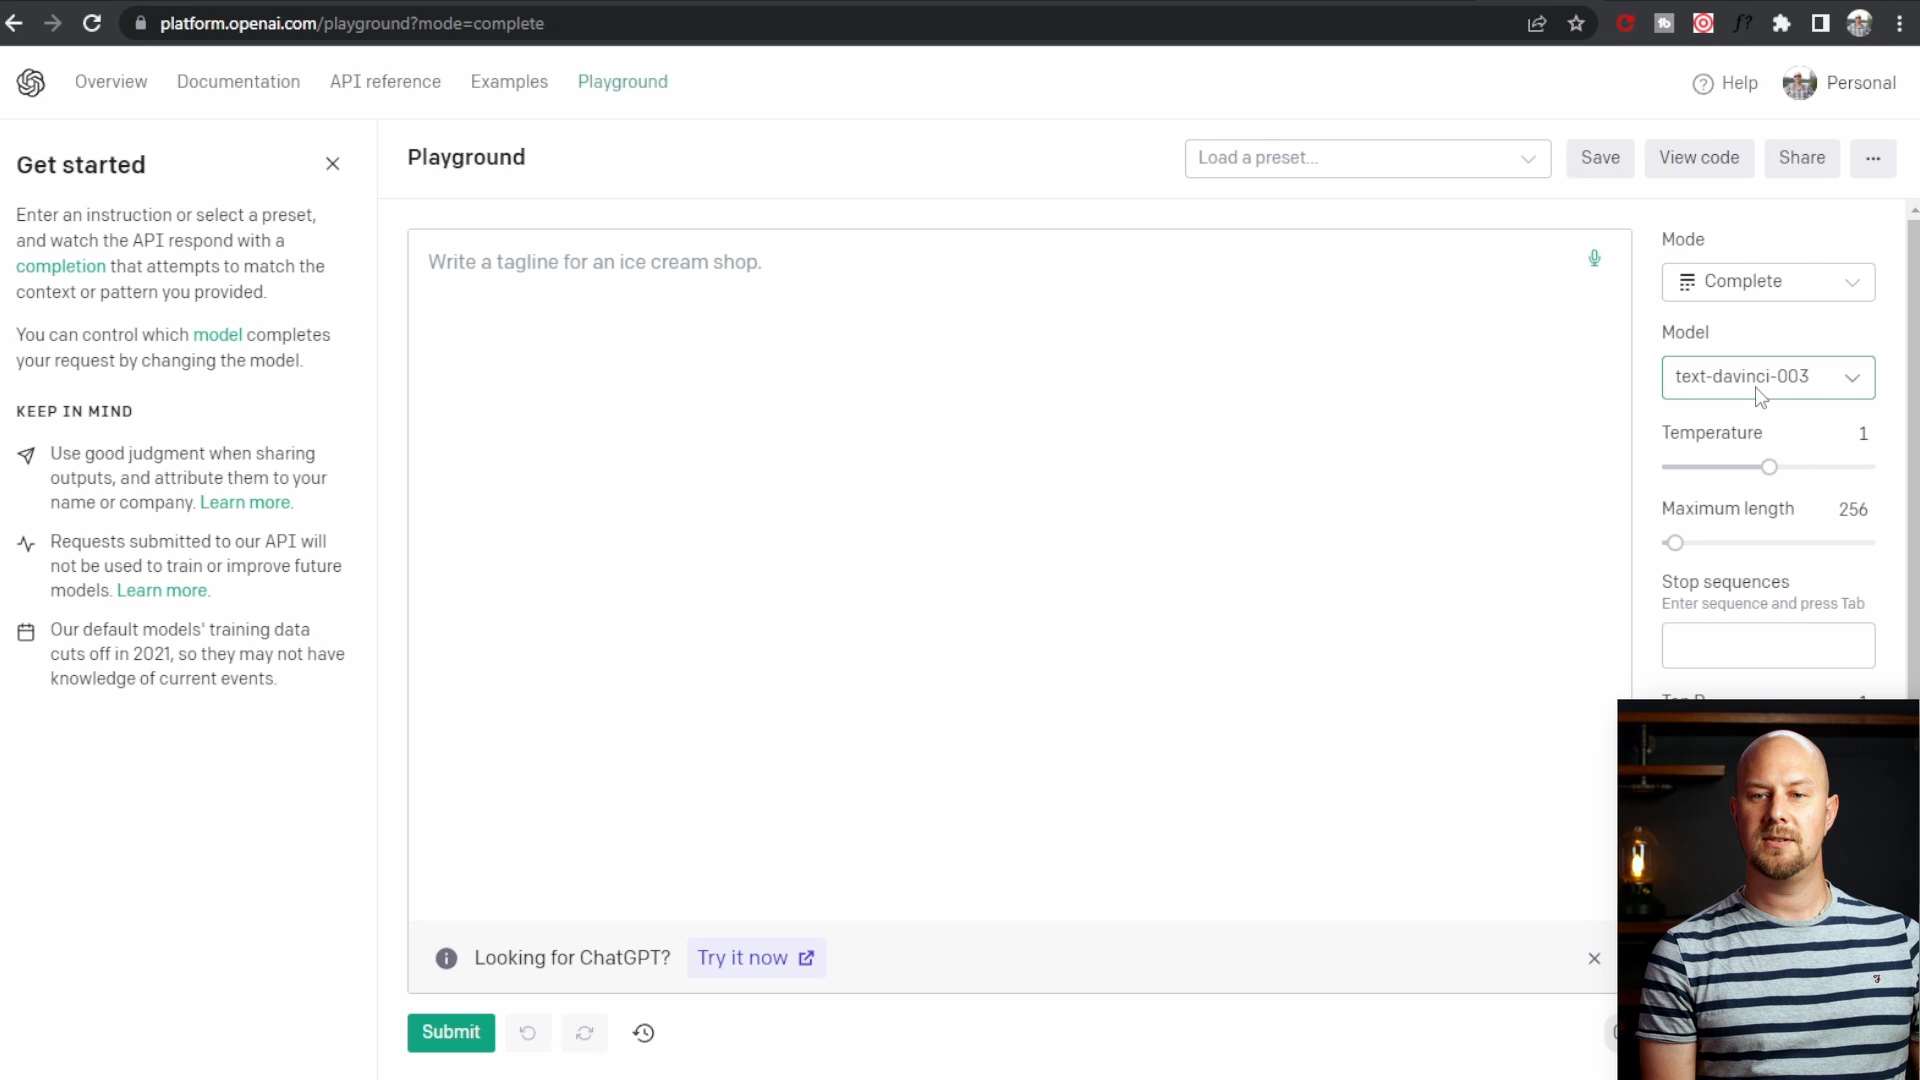 platform.openai.com/playground?mode=complete
Overview
Documentation
API reference
Examples
Playground
Help
Personal
Get started
Enter an instruction or select a preset,
and watch the API respond with a
completion that attempts to match the
context or pattern you provided.
You can control which model completes
your request by changing the model.
KEEP IN MIND
Use good judgment when sharing
outputs, and attribute them to your
name or company. Learn more.
Requests submitted to our API will
not be used to train or improve future
models. Learn more.
Our default models' training data
cuts off in 2021, so they may not have
knowledge of current events.
Playground
Load a preset...
Save
View code
Share
Write a tagline for an ice cream shop.
Looking for ChatGPT?
Try it now
Submit
Mode
Complete
Model
text-davinci-003
Temperature 1
Maximum length 256
Stop sequences
Enter sequence and press Tab